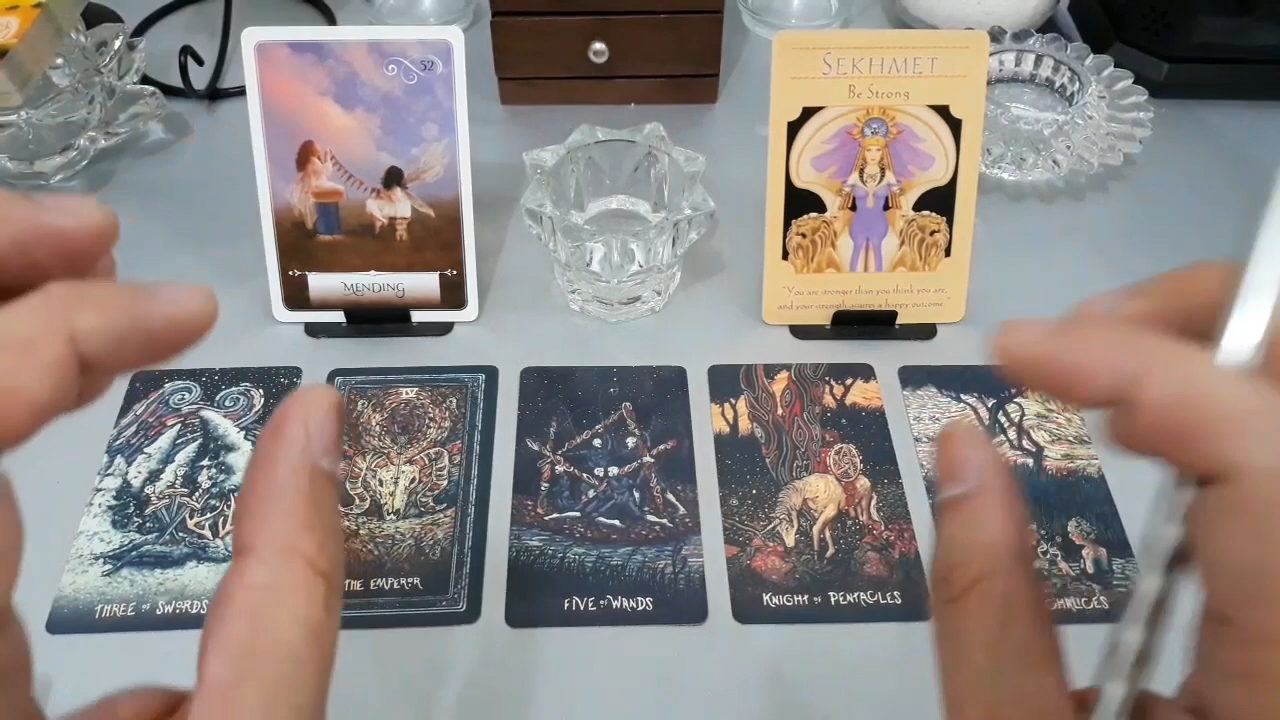 52
MENDING
SEKHMET
Be Strong
"You are stronger than you think you are,
and your strength assures a happy outcome."
THREE OF SWORDS
IV
THE EMPEROR
FIVE OF WANDS
KNIGHT OF PENTACLES
CHALICES